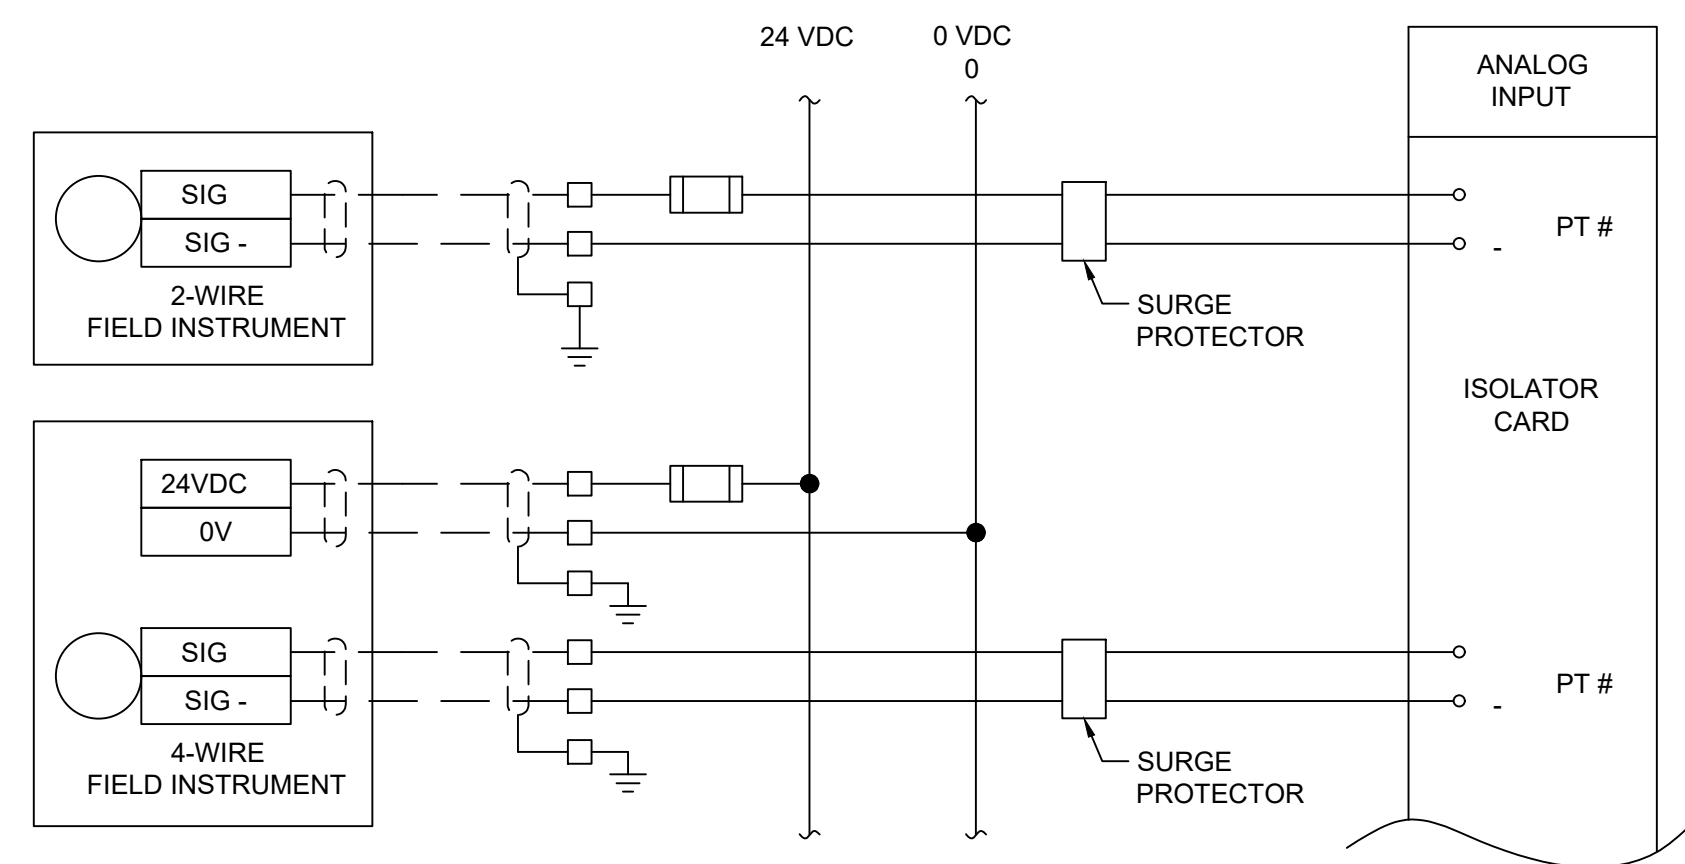 24 VDC
0 VDC
0
ANALOG
INPUT
SIG
SIG -
2-WIRE
FIELD INSTRUMENT
PT #
-
SURGE
PROTECTOR
ISOLATOR
CARD
24VDC
0V
SIG
SIG -
4-WIRE
FIELD INSTRUMENT
PT #
-
SURGE
PROTECTOR